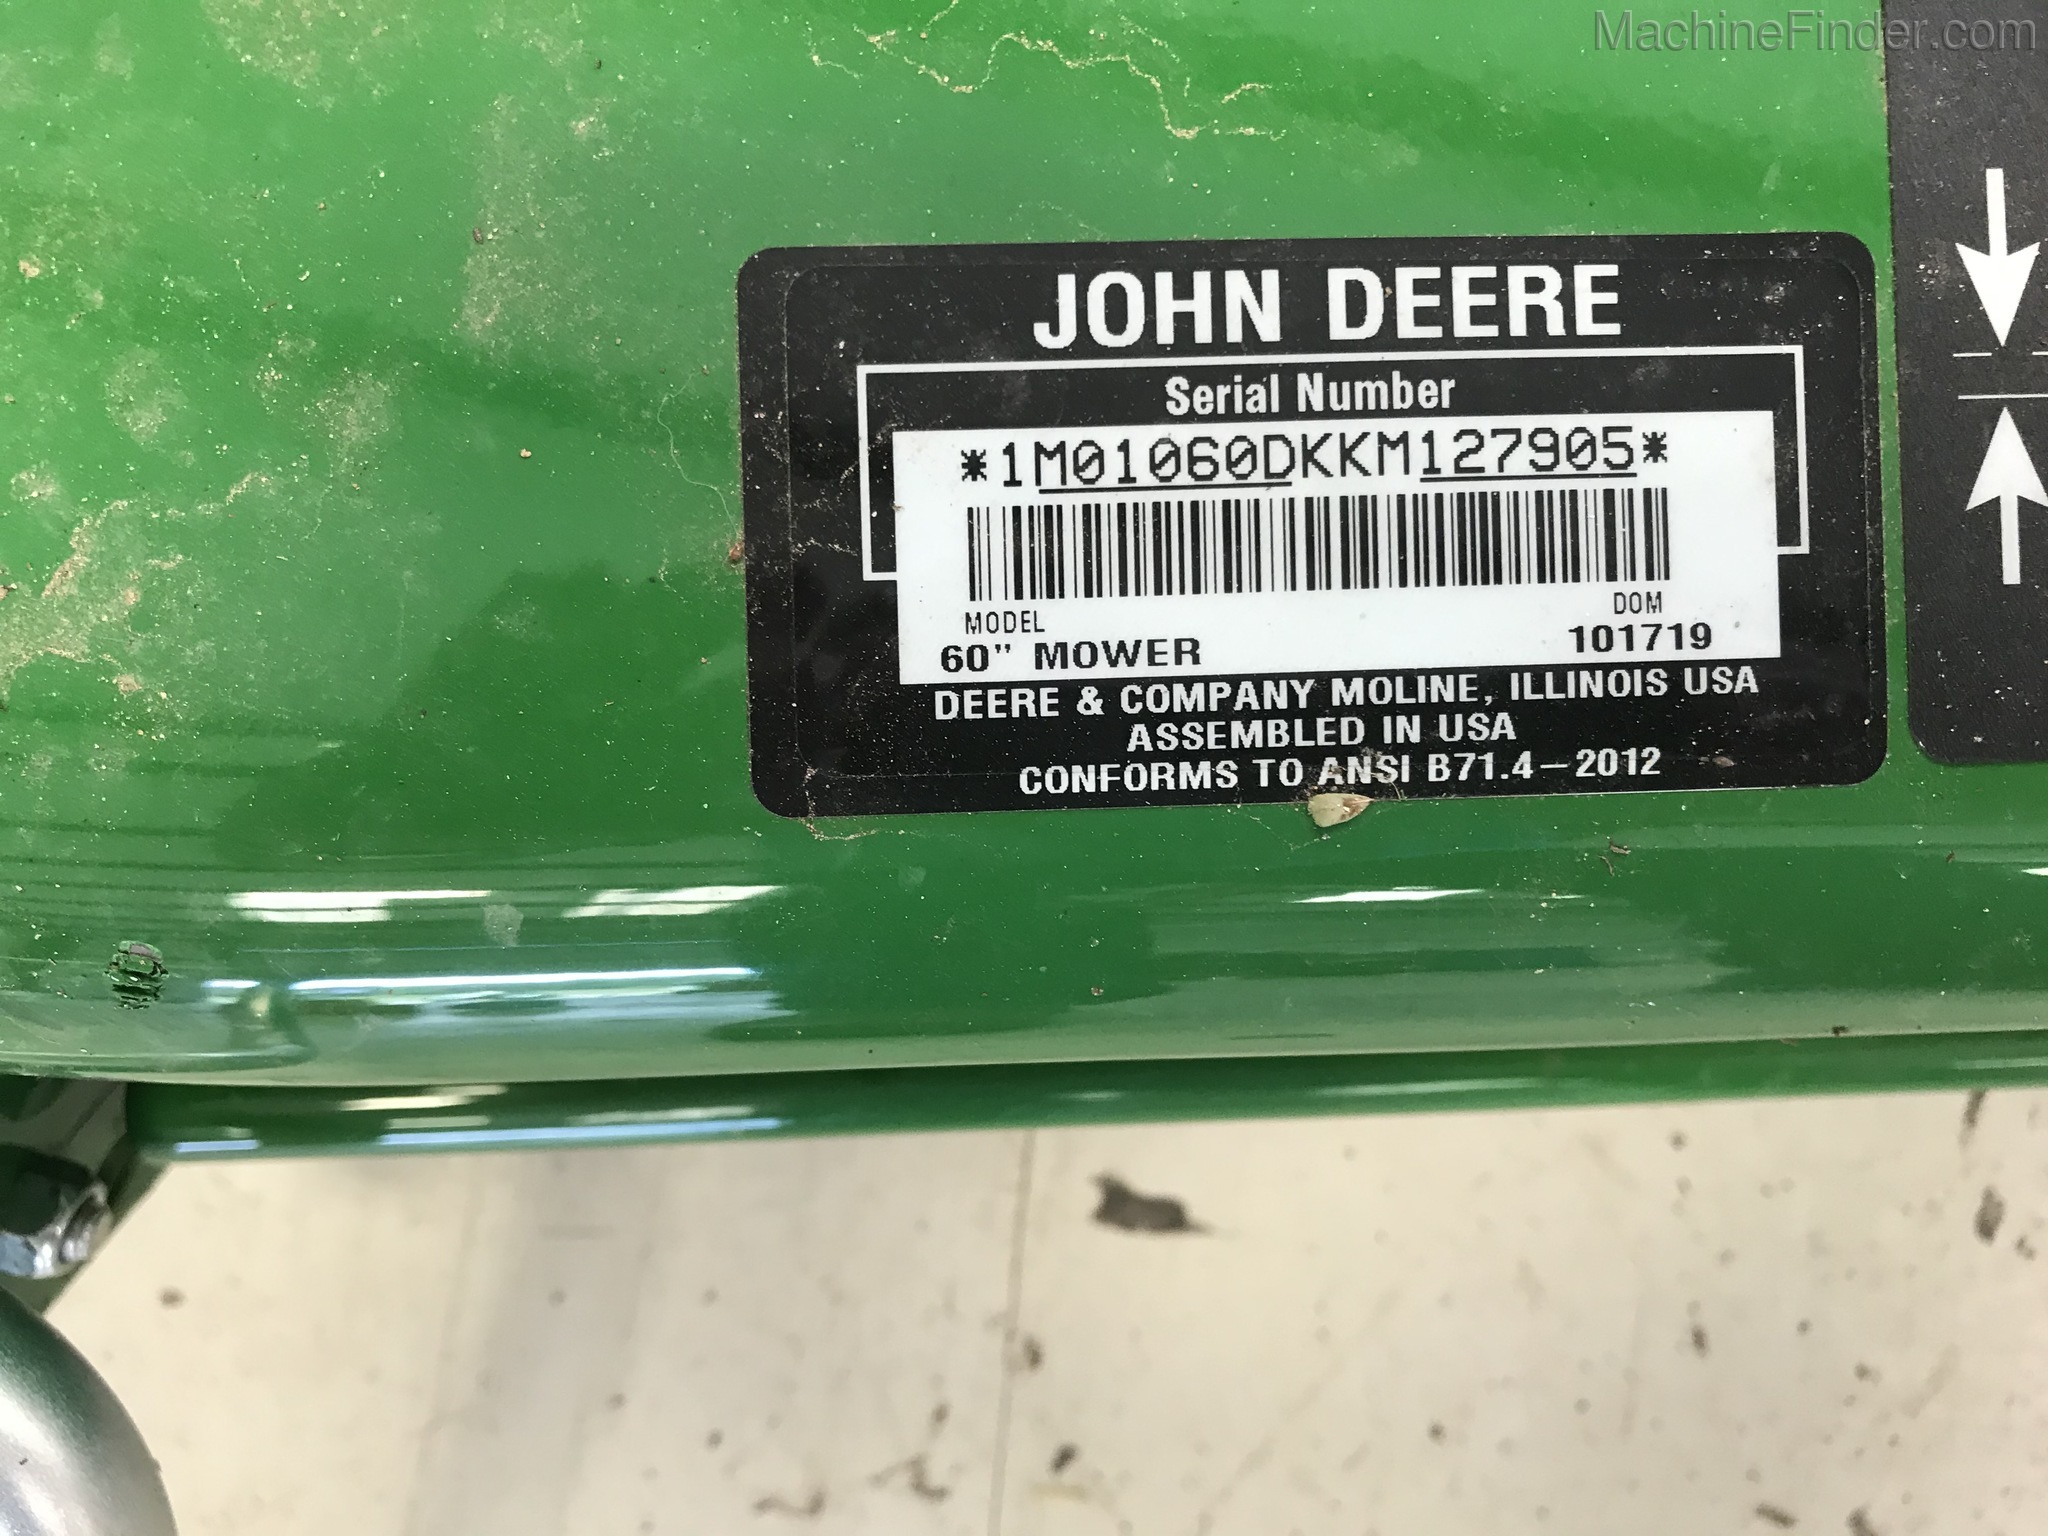 MachineFinder.com
JOHN DEERE
Serial Number
*1M01060DKKM127905*
MODEL
DOM
60" MOWER
101719
DEERE & COMPANY MOLINE, ILLINOIS USA
ASSEMBLED IN USA
CONFORMS TO ANSI B71.4-2012